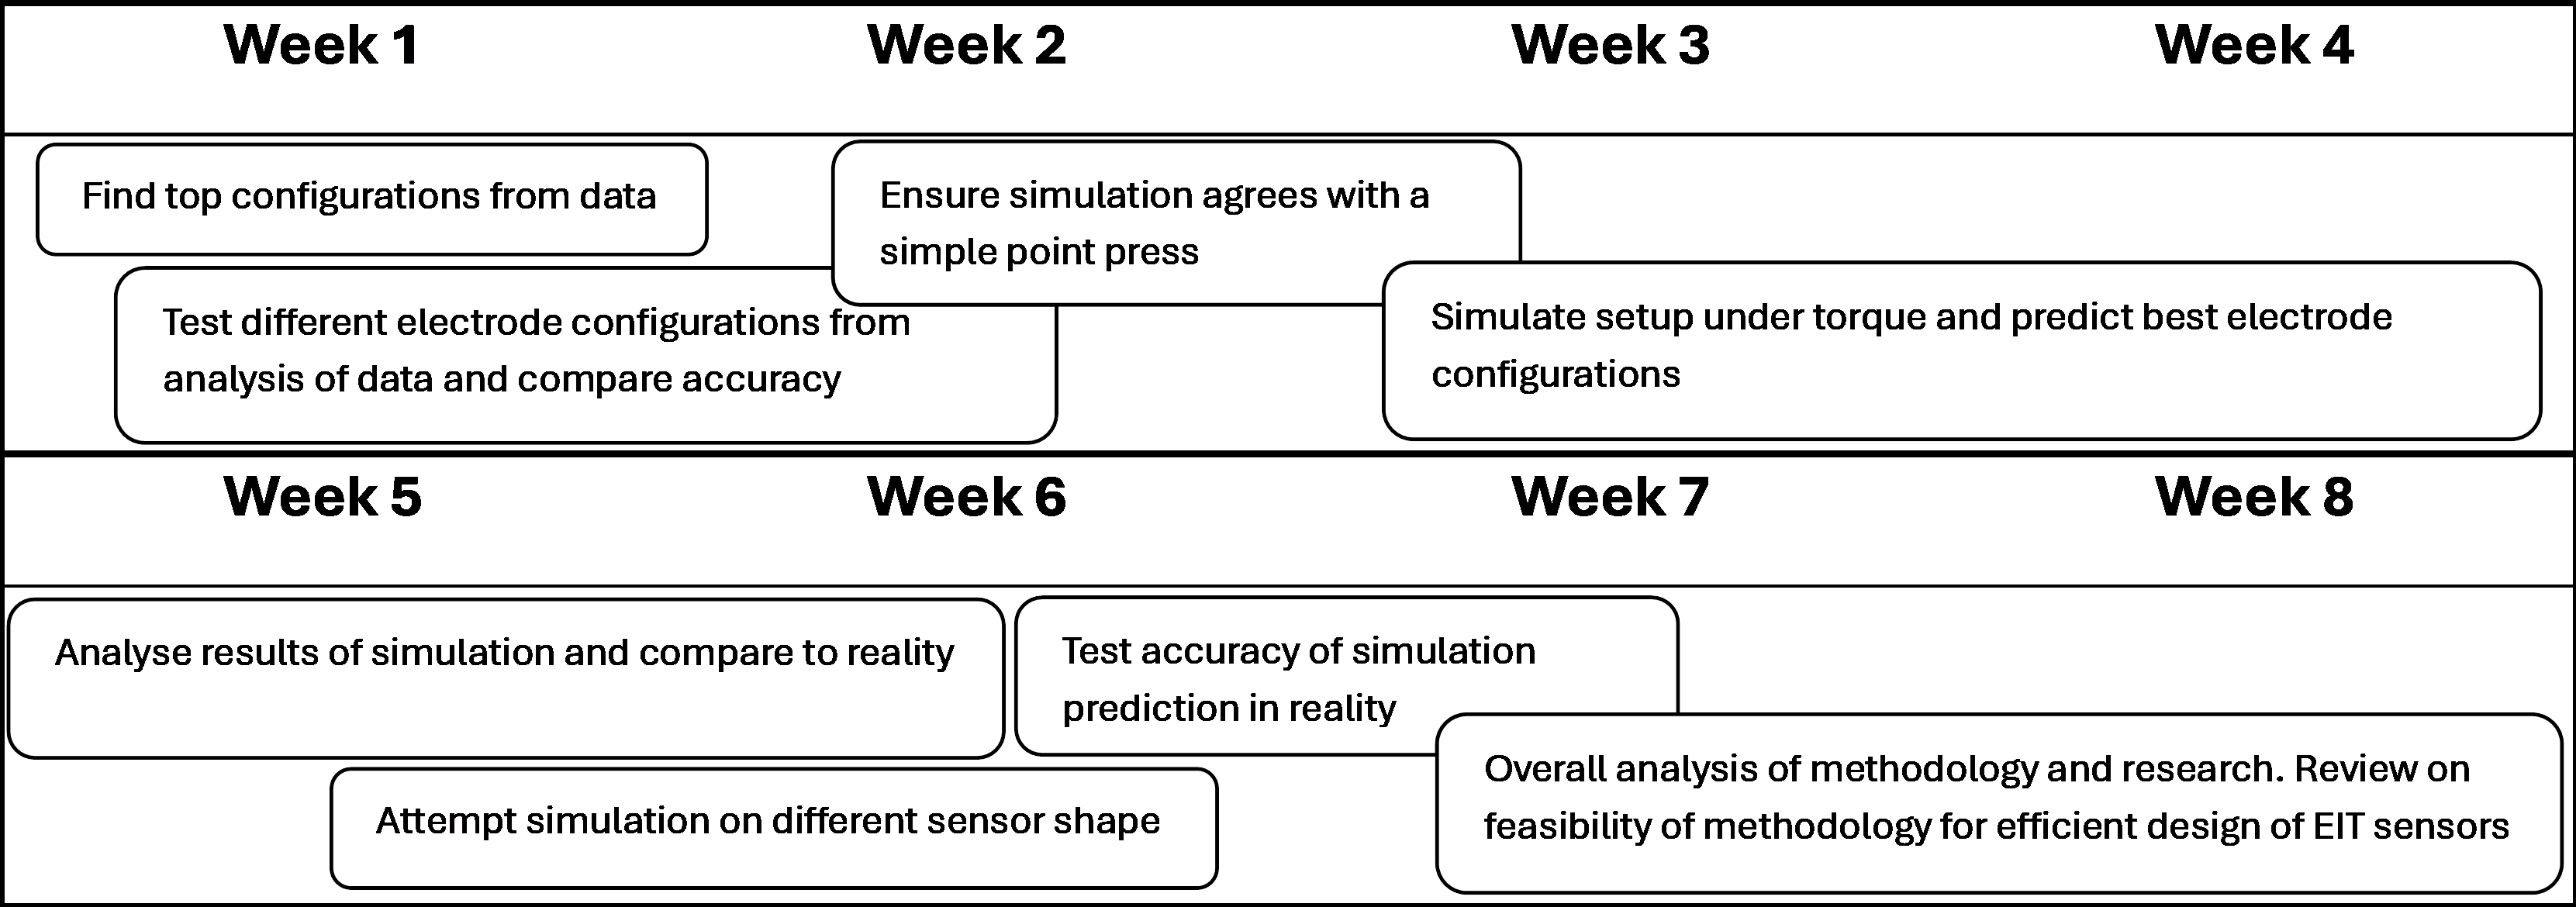 Week 1
Week 2
Week 3
Week 4
Find top configurations from data
Ensure simulation agrees with a
simple point press
Test different electrode configurations from
analysis of data and compare accuracy
Simulate setup under torque and predict best electrode
configurations
Week 5
Week 6
Week 7
Week 8
Analyse results of simulation and compare to reality
Test accuracy of simulation
prediction in reality
Attempt simulation on different sensor shape
Overall analysis of methodology and research. Review on
feasibility of methodology for efficient design of EIT sensors